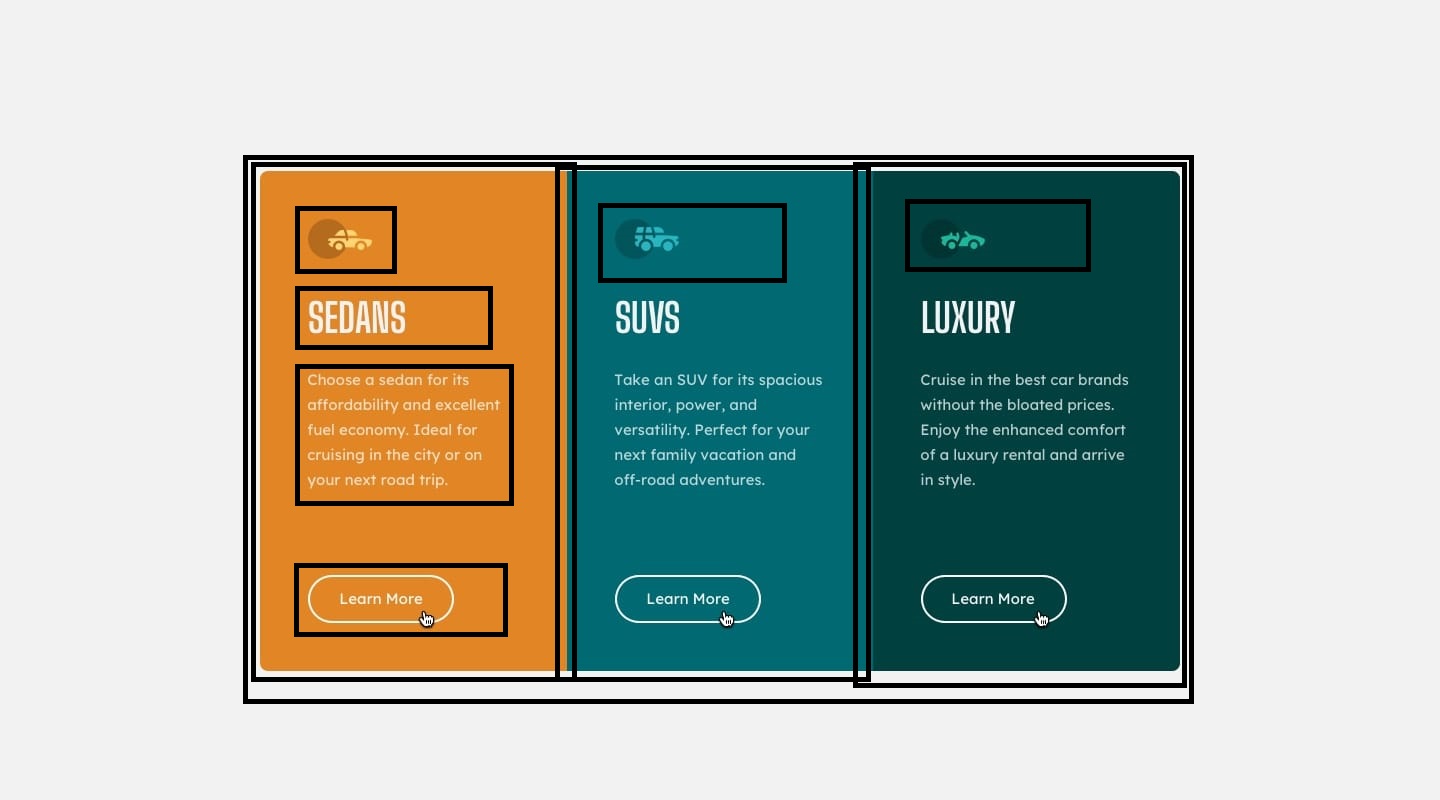 SEDANS
Choose a sedan for its
affordability and excellent
fuel economy. Ideal for
cruising in the city or on
your next road trip.
Learn More
SUVS
Take an SUV for its spacious
interior, power, and
versatility. Perfect for your
next family vacation and
off-road adventures.
Learn More
LUXURY
Cruise in the best car brands
without the bloated prices.
Enjoy the enhanced comfort
of a luxury rental and arrive
in style.
Learn More